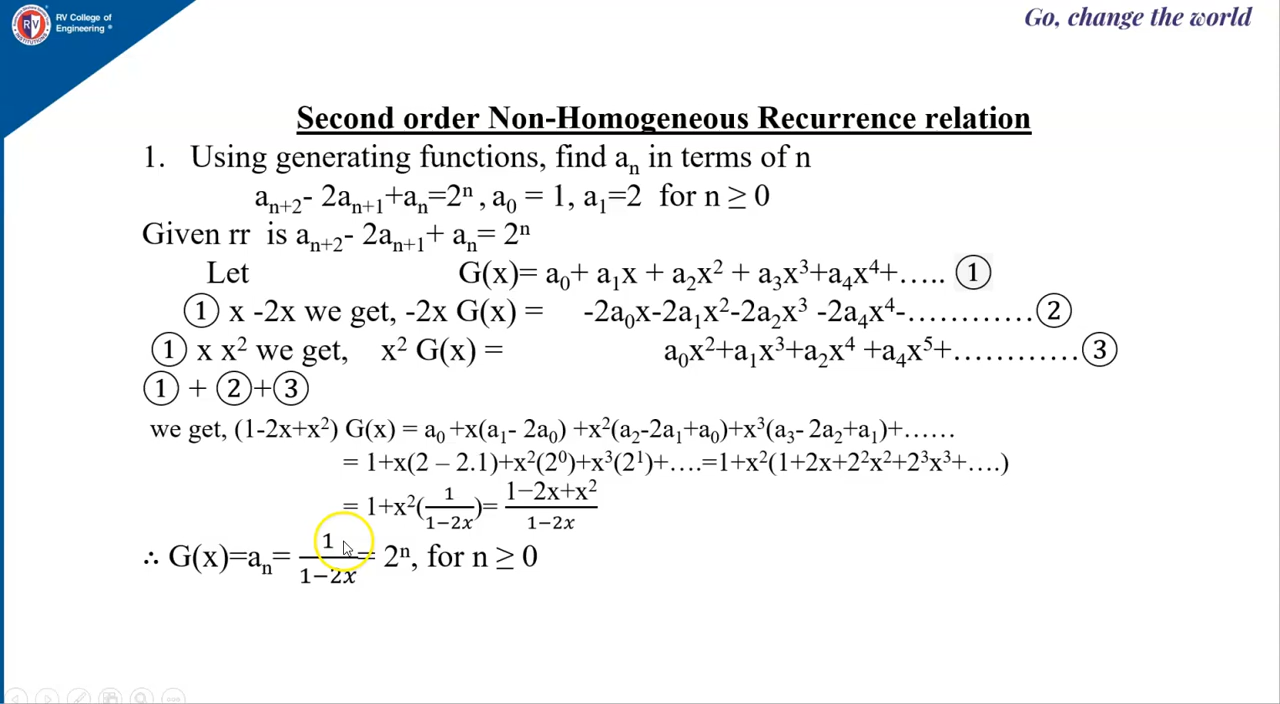 RV College of
Engineering ®
Go, change the world
Second order Non-Homogeneous Recurrence relation
1. Using generating functions, find aₙ in terms of n
aₙ₊₂- 2aₙ₊₁+aₙ=2ⁿ , a₀ = 1, a₁=2 for n ≥ 0
Given rr is aₙ₊₂- 2aₙ₊₁+ aₙ= 2ⁿ
Let G(x)= a₀+ a₁x + a₂x² + a₃x³+a₄x⁴+….. ①
① x -2x we get, -2x G(x) = -2a₀x-2a₁x²-2a₂x³ -2a₄x⁴-………… ②
① x x² we get, x² G(x) = a₀x²+a₁x³+a₂x⁴ +a₄x⁵+………… ③
① + ②+③
we get, (1-2x+x²) G(x) = a₀ +x(a₁- 2a₀) +x²(a₂-2a₁+a₀)+x³(a₃- 2a₂+a₁)+……
= 1+x(2 – 2.1)+x²(2⁰)+x³(2¹)+….=1+x²(1+2x+2²x²+2³x³+….)
= 1+x²(1/(1−2x))= (1−2x+x²)/(1−2x)
∴ G(x)=aₙ= 1/(1−2x) = 2ⁿ, for n ≥ 0